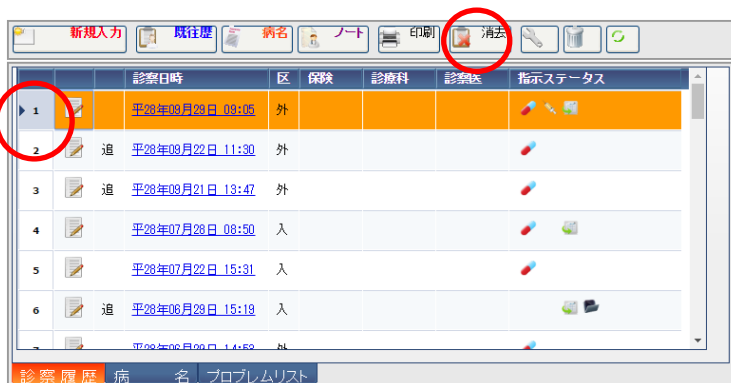 新規入力 既往歴 病名 ノート 印刷 消去
診察日時 区 保険 診療科 診察医 指示ステータス
1 平28年09月29日 09:05 外
2 追 平28年09月22日 11:30 外
3 追 平28年09月21日 13:47 外
4 平28年07月28日 08:50 入
5 平28年07月22日 15:31 入
6 追 平28年06月29日 15:19 入
診察履歴 病 名 プロブレムリスト